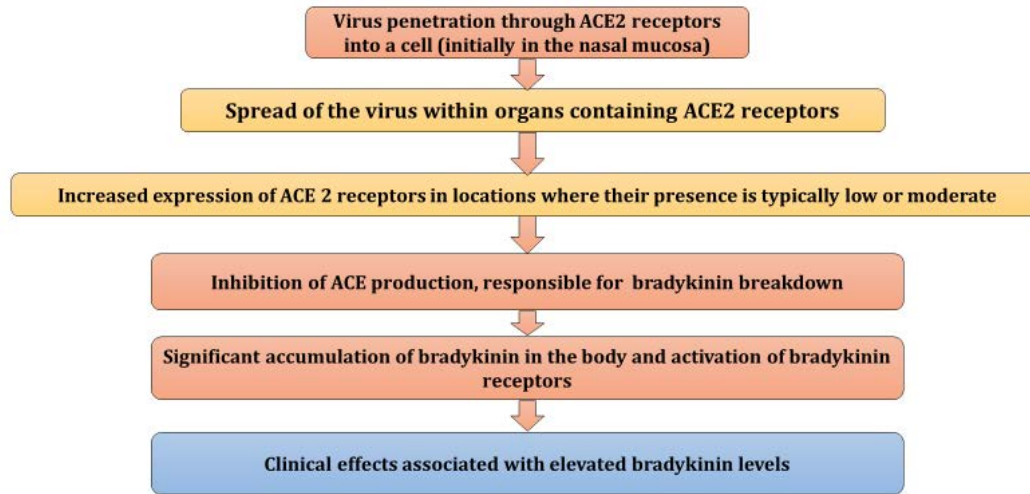 Virus penetration through ACE2 receptors
into a cell (initially in the nasal mucosa)
Spread of the virus within organs containing ACE2 receptors
Increased expression of ACE 2 receptors in locations where their presence is typically low or moderate
Inhibition of ACE production, responsible for bradykinin breakdown
Significant accumulation of bradykinin in the body and activation of bradykinin
receptors
Clinical effects associated with elevated bradykinin levels